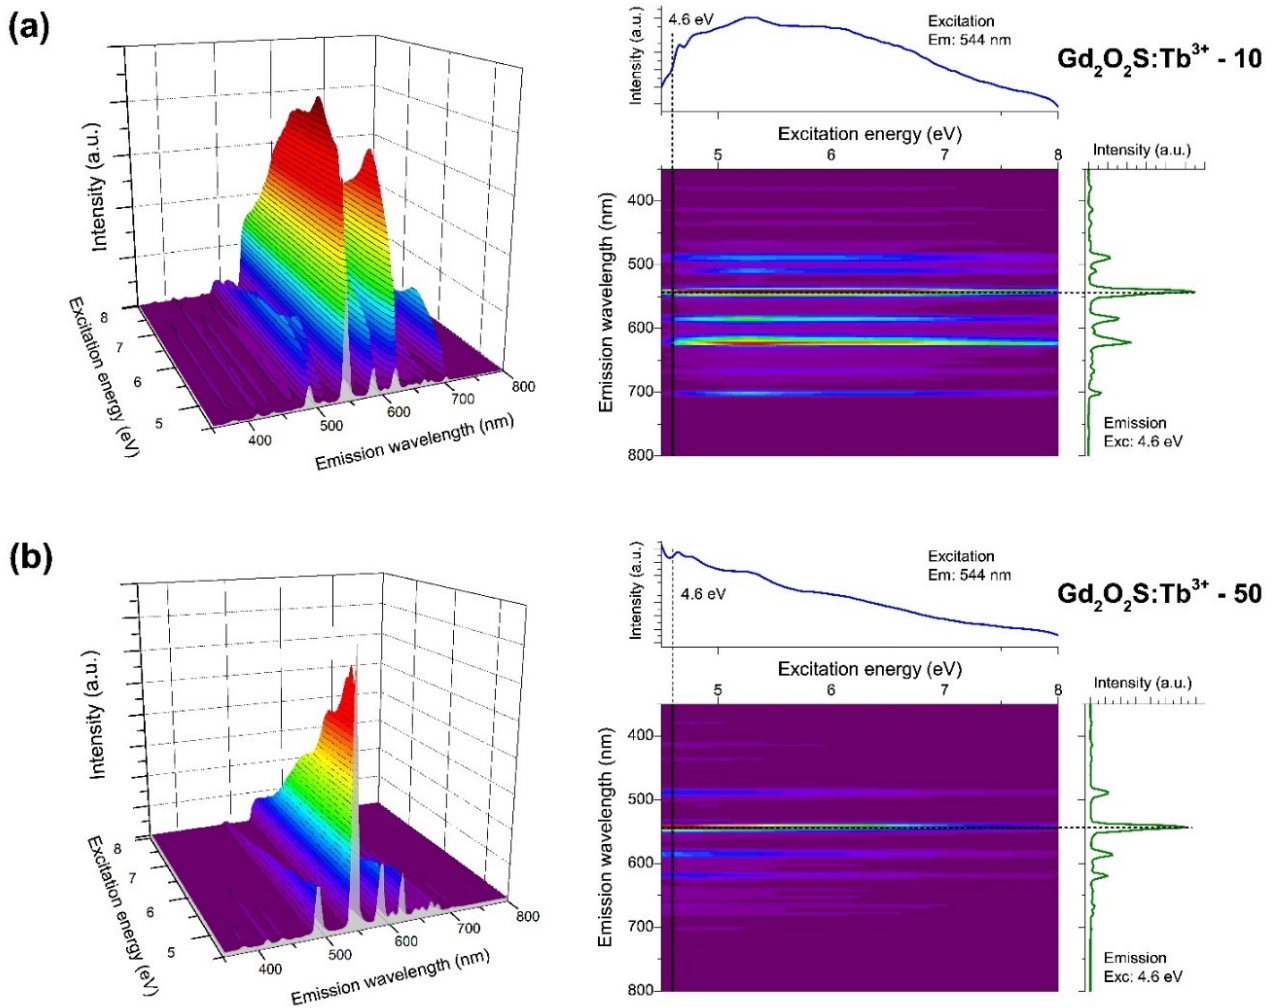 (a)
Intensity (a.u.)
Excitation energy (eV)
8
7
6
5
400
500
600
700
800
Emission wavelength (nm)
Intensity (a.u.)
4.6 eV
Excitation
Em: 544 nm
Gd₂O₂S:Tb³⁺ - 10
Excitation energy (eV)
5 6 7 8
Emission wavelength (nm)
400
500
600
700
800
Intensity (a.u.)
Emission
Exc: 4.6 eV
(b)
Intensity (a.u.)
Excitation energy (eV)
8
7
6
5
400
500
600
700
800
Emission wavelength (nm)
Intensity (a.u.)
4.6 eV
Excitation
Em: 544 nm
Gd₂O₂S:Tb³⁺ - 50
Excitation energy (eV)
5 6 7 8
Emission wavelength (nm)
400
500
600
700
800
Intensity (a.u.)
Emission
Exc: 4.6 eV